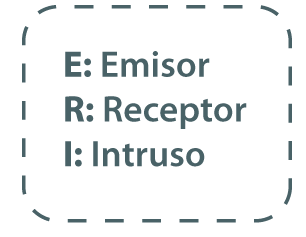 E: Emisor
R: Receptor
I: Intruso